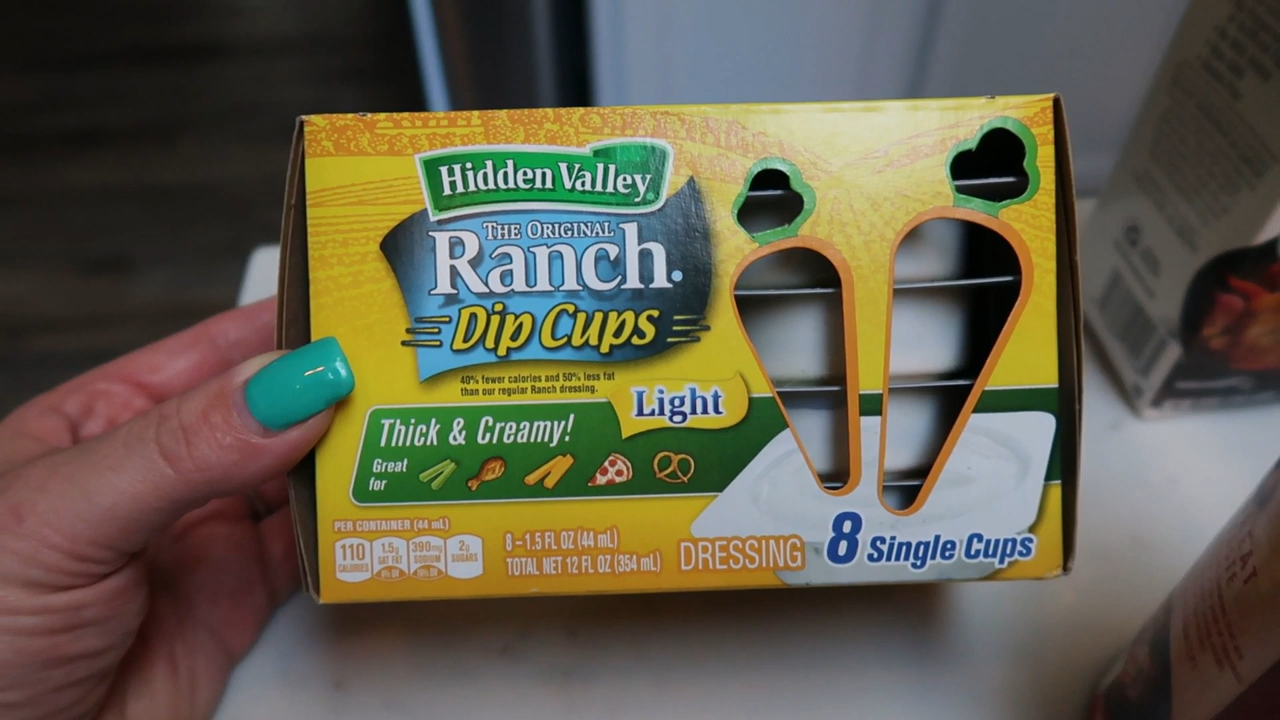 Hidden Valley®
THE ORIGINAL
Ranch®
Dip Cups
40% fewer calories and 50% less fat
than our regular Ranch dressing.
Light
Thick & Creamy!
Great
for
PER CONTAINER (44 mL)
110
CALORIES
1.5g
SAT FAT
8% DV
390mg
SODIUM
2g
SUGARS
8–1.5 FL OZ (44 mL)
TOTAL NET 12 FL OZ (354 mL)
DRESSING
8 Single Cups